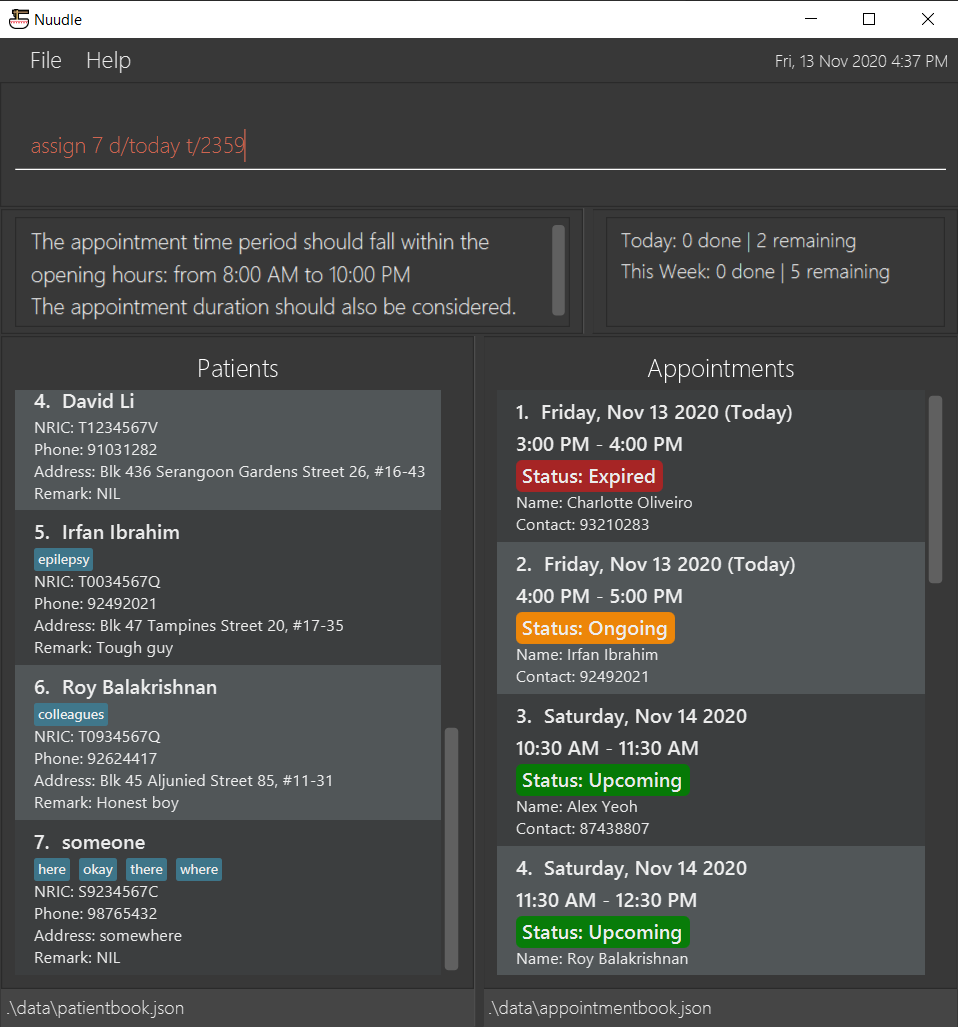 Nuudle
File Help Fri, 13 Nov 2020 4:37 PM
assign 7 d/today t/2359
The appointment time period should fall within the
opening hours: from 8:00 AM to 10:00 PM
The appointment duration should also be considered.
Today: 0 done | 2 remaining
This Week: 0 done | 5 remaining
Patients
4. David Li
NRIC: T1234567V
Phone: 91031282
Address: Blk 436 Serangoon Gardens Street 26, #16-43
Remark: NIL
5. Irfan Ibrahim
epilepsy
NRIC: T0034567Q
Phone: 92492021
Address: Blk 47 Tampines Street 20, #17-35
Remark: Tough guy
6. Roy Balakrishnan
colleagues
NRIC: T0934567Q
Phone: 92624417
Address: Blk 45 Aljunied Street 85, #11-31
Remark: Honest boy
7. someone
here okay there where
NRIC: S9234567C
Phone: 98765432
Address: somewhere
Remark: NIL
Appointments
1. Friday, Nov 13 2020 (Today)
3:00 PM - 4:00 PM
Status: Expired
Name: Charlotte Oliveiro
Contact: 93210283
2. Friday, Nov 13 2020 (Today)
4:00 PM - 5:00 PM
Status: Ongoing
Name: Irfan Ibrahim
Contact: 92492021
3. Saturday, Nov 14 2020
10:30 AM - 11:30 AM
Status: Upcoming
Name: Alex Yeoh
Contact: 87438807
4. Saturday, Nov 14 2020
11:30 AM - 12:30 PM
Status: Upcoming
Name: Roy Balakrishnan
.\data\patientbook.json
.\data\appointmentbook.json